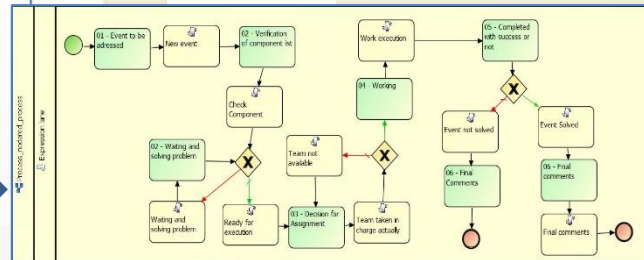 Expression lane
01 - Event to be
adressed
New event
02 - Verification
of component list
Check
Component
02 - Waiting and
solving problem
Waiting and
solving problem
Ready for
execution
Team not
available
03 - Decision for
Assignment
Team taken in
charge actually
04 - Working
Work execution
05 - Completed
with success or
not
Event not solved
Event Solved
06 - Final
Comments
06 - Final
comments
Final comments